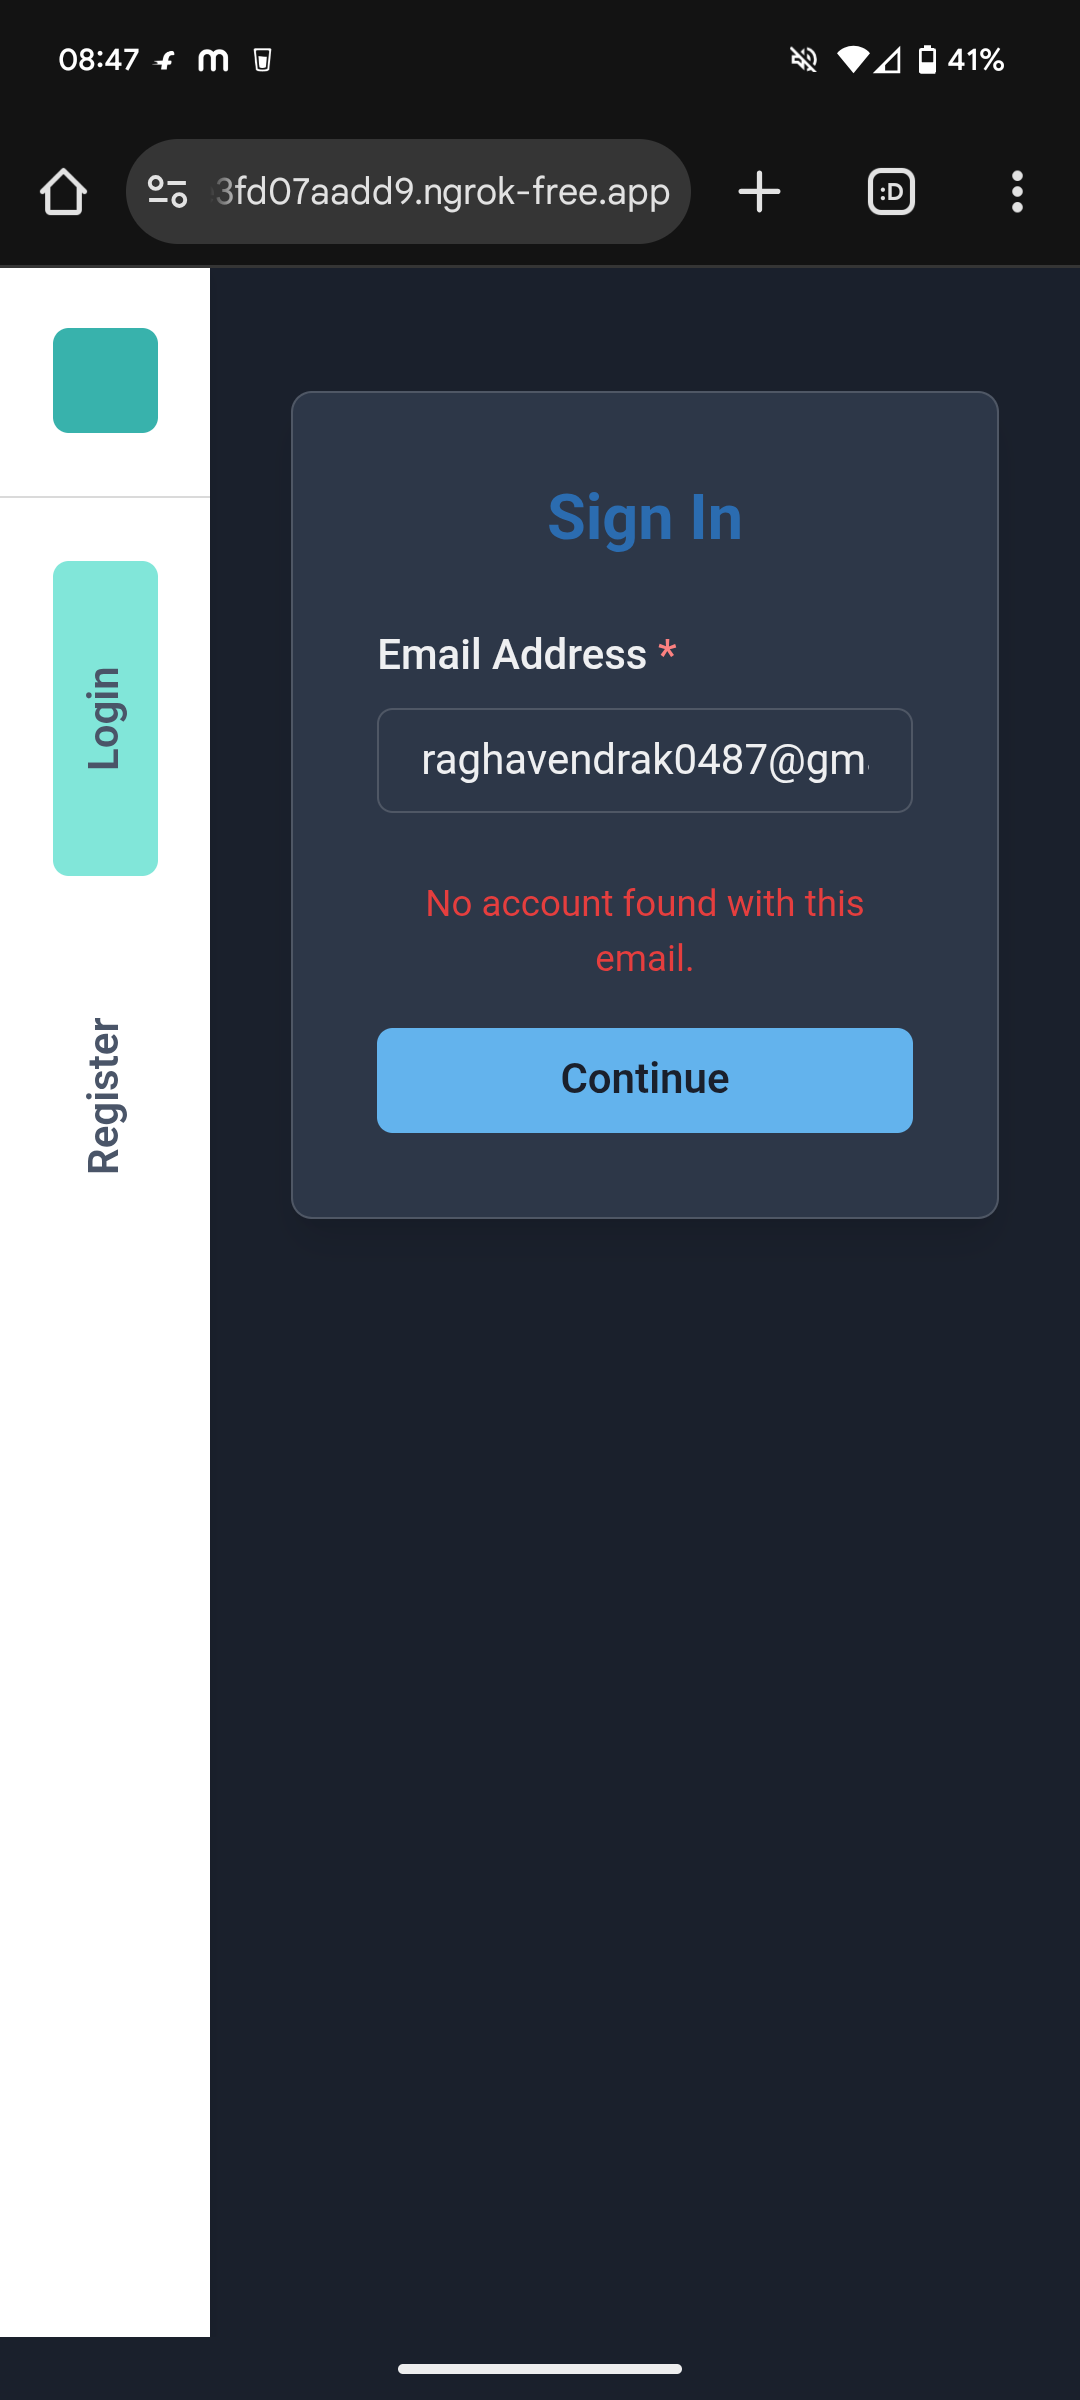 08:47
41%
3fd07aadd9.ngrok-free.app
:D
Sign In
Email Address *
raghavendrak0487@gm
No account found with this
email.
Continue
Login
Register